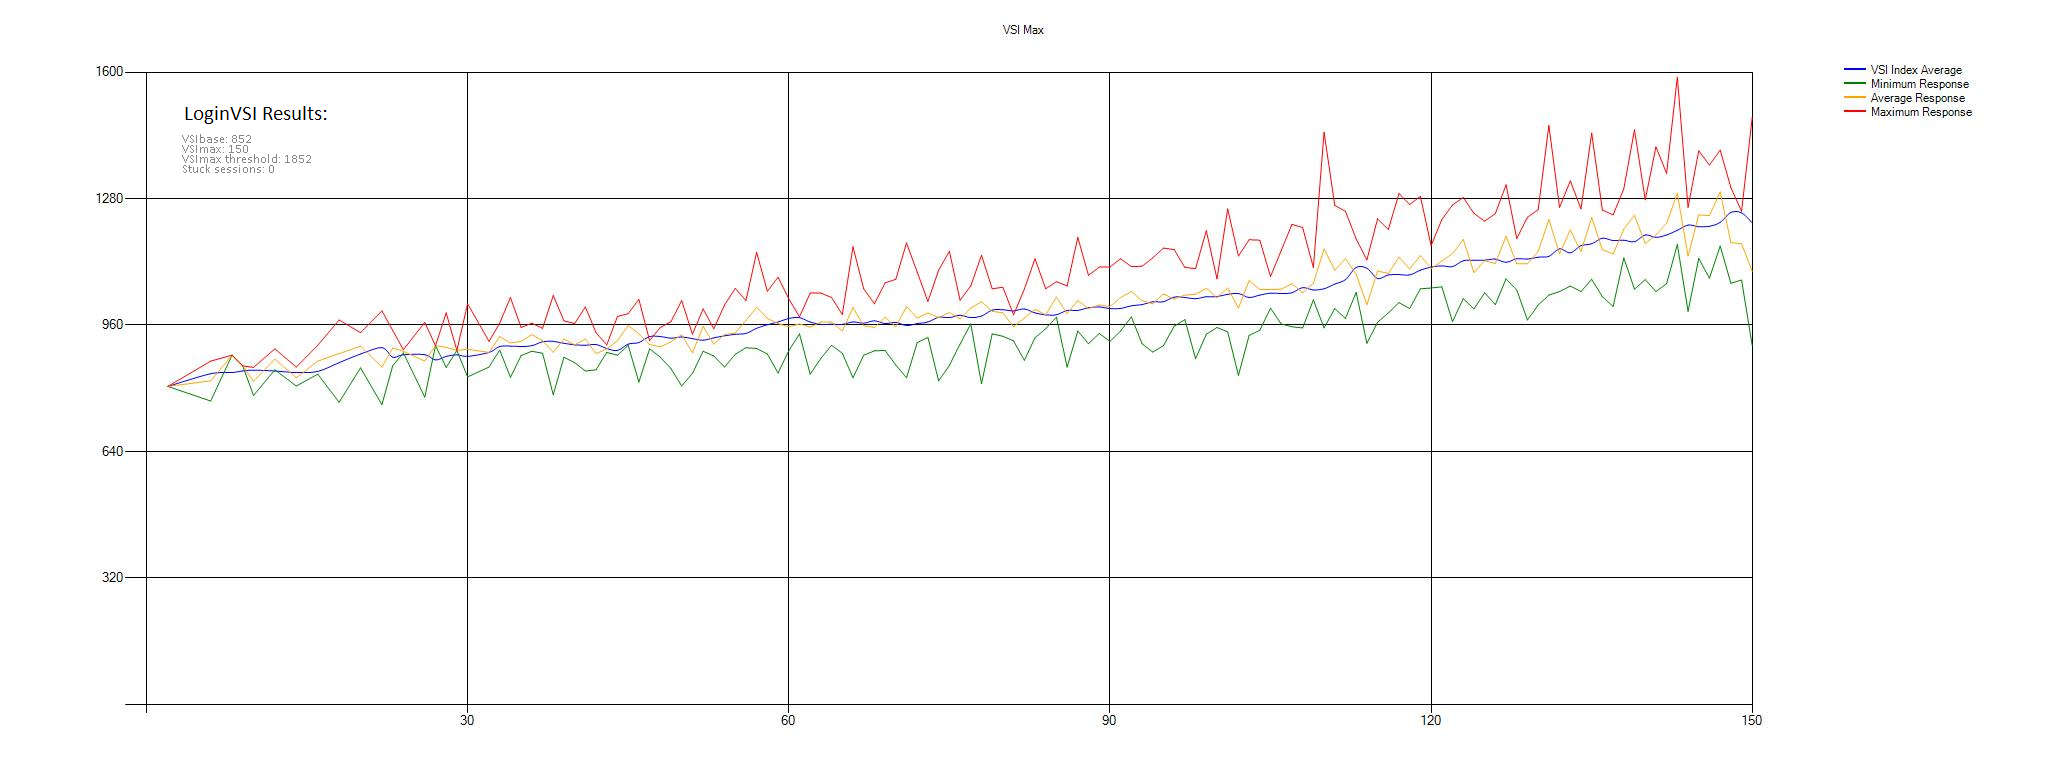 VSI Max
VSI Index Average
Minimum Response
Average Response
Maximum Response
LoginVSI Results:
VSIbase: 852
VSImax: 150
VSImax threshold: 1852
Stuck sessions: 0
1600
1280
960
640
320
30
60
90
120
150